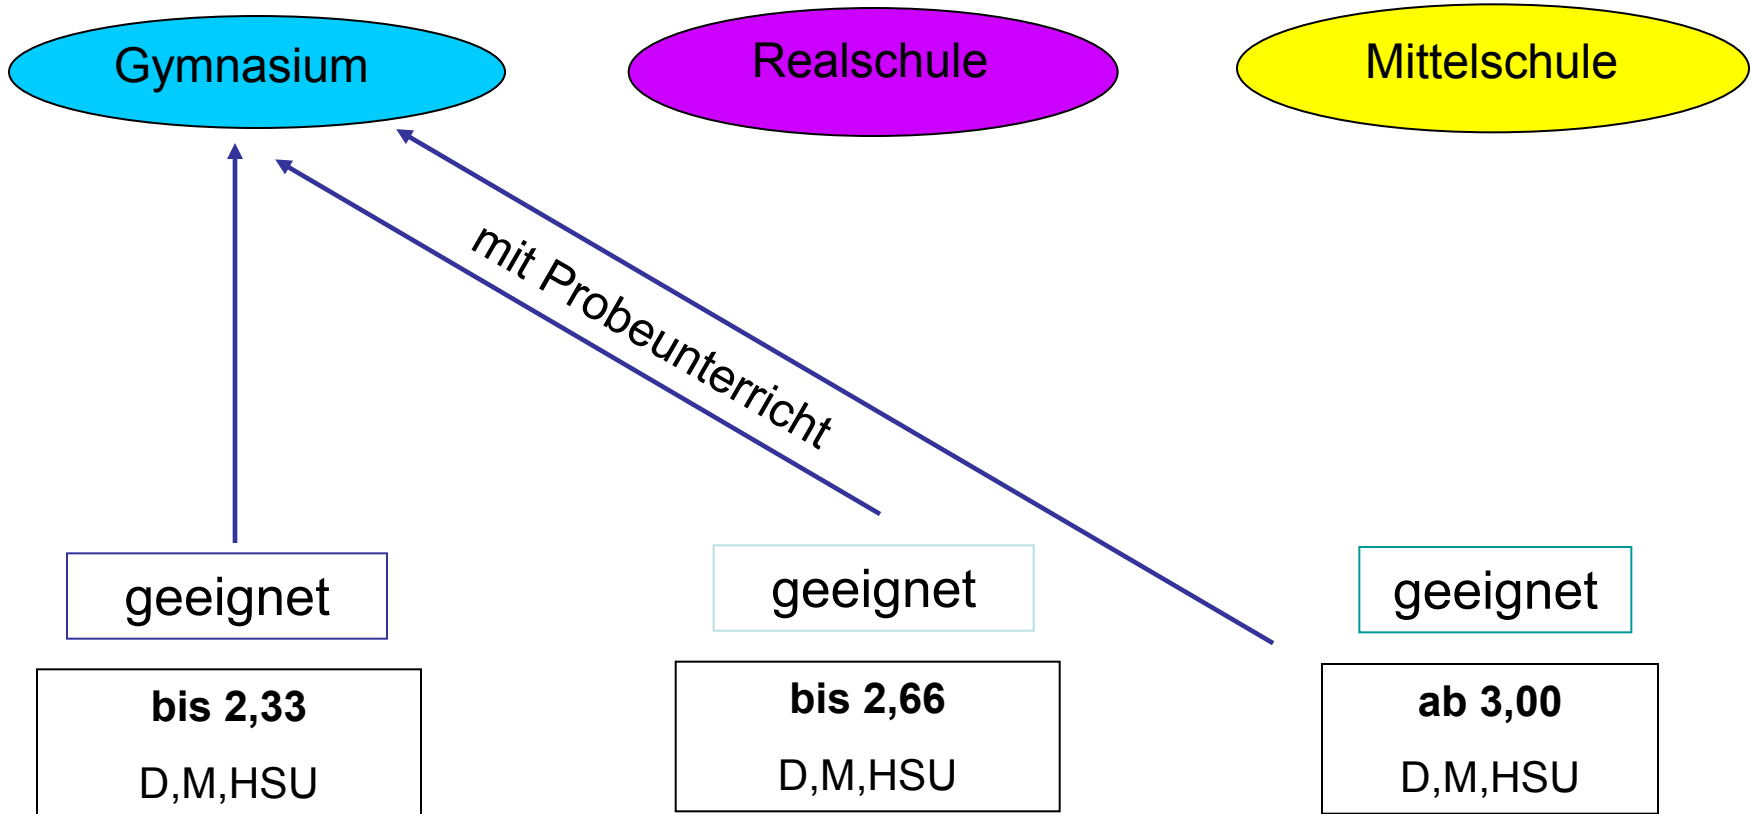 Gymnasium
Realschule
Mittelschule
mit Probeunterricht
geeignet
geeignet
geeignet
bis 2,33
D,M,HSU
bis 2,66
D,M,HSU
ab 3,00
D,M,HSU